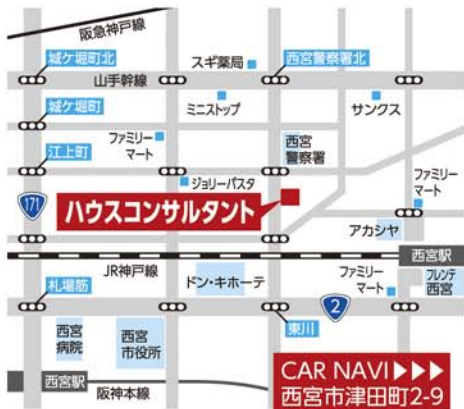 阪急神戸線
城ケ堀町北
スギ薬局
西宮警察署北
山手幹線
城ケ堀町
ミニストップ
サンクス
ファミリー
マート
西宮
警察署
江上町
ジョリーパスタ
ファミリー
マート
171
ハウスコンサルタント
アカシヤ
西宮駅
JR神戸線
札場筋
ドン・キホーテ
ファミリー
マート
フレンテ
西宮
2
東川
西宮
病院
西宮
市役所
西宮駅
阪神本線
CAR NAVI▶▶▶
西宮市津田町2-9